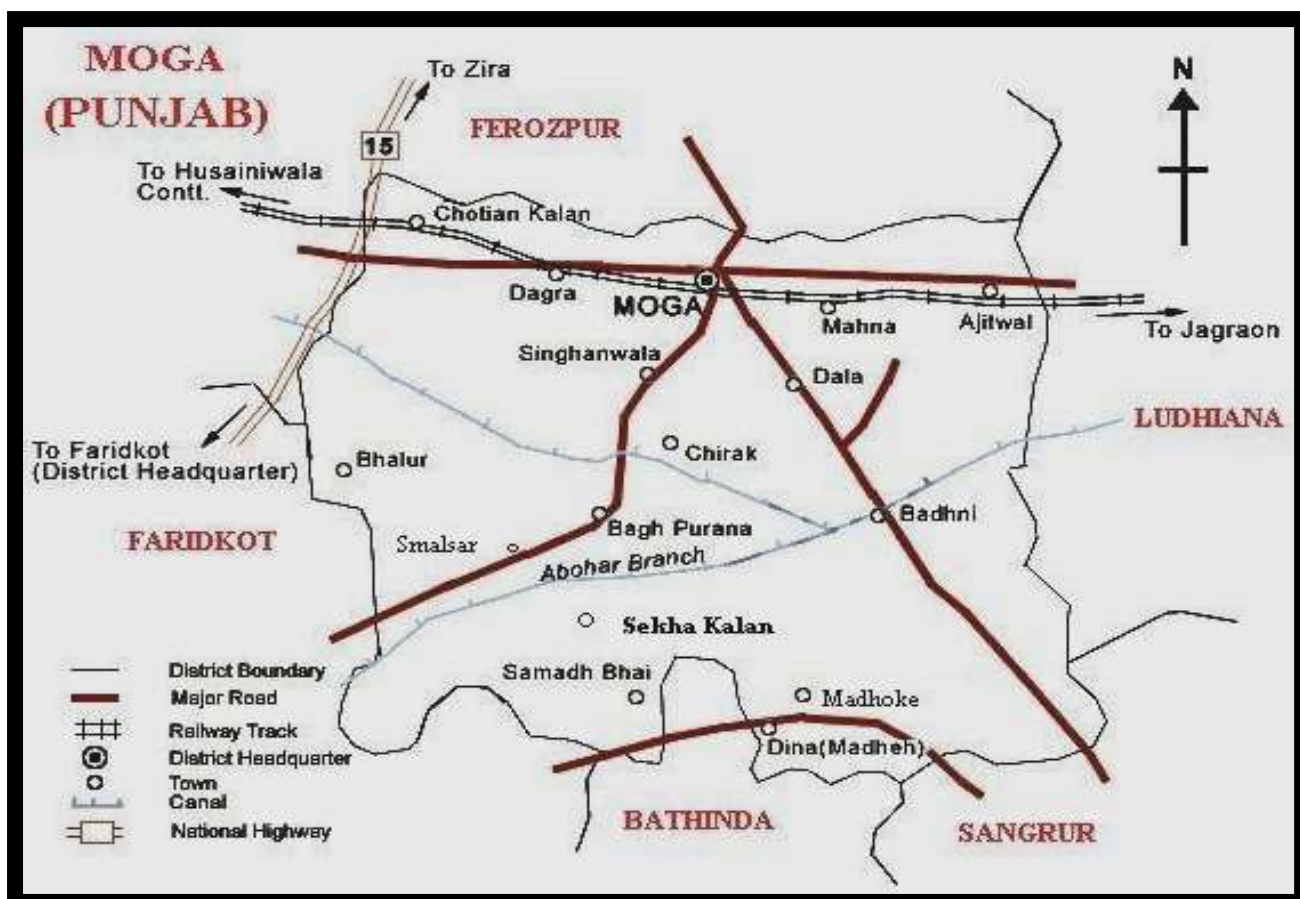 MOGA
(PUNJAB)
To Zira
FEROZPUR
N
15
To Husainiwala
Contt.
Chotian Kalan
Dagra
MOGA
Mahna
Ajitwal
To Jagraon
Singhanwala
Dala
LUDHIANA
To Faridkot
(District Headquarter)
Bhalur
Chirak
FARIDKOT
Smalsar
Bagh Purana
Badhni
Abohar Branch
Sekha Kalan
Samadh Bhai
Madhoke
Dina(Madheh)
BATHINDA
SANGRUR
District Boundary
Major Road
Railway Track
District Headquarter
Town
Canal
National Highway